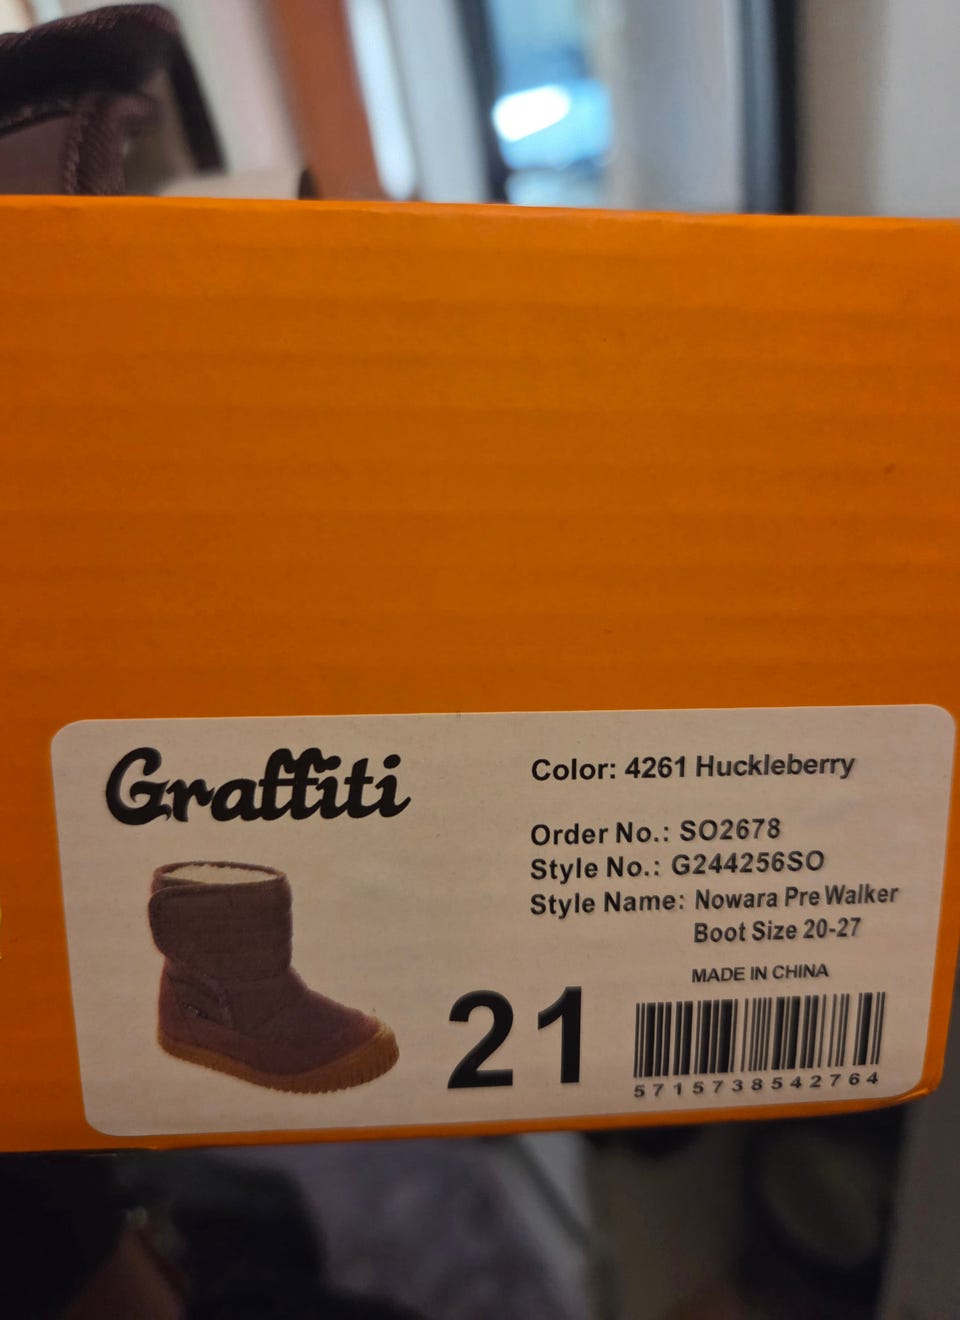 Graffiti
Color: 4261 Huckleberry
Order No.: SO2678
Style No.: G244256SO
Style Name: Nowara Pre Walker
Boot Size 20-27
MADE IN CHINA
21
5715738542764